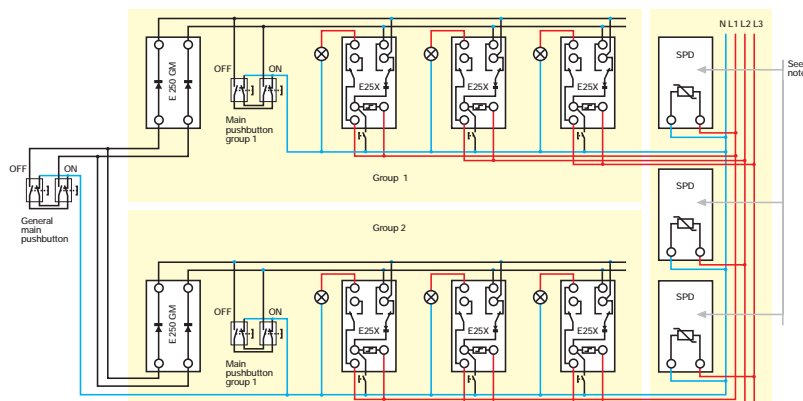 N L1 L2 L3
SPD
See
note
E 250 GM
OFF
ON
E25X
E25X
E25X
Main
pushbutton
group 1
OFF
ON
General
main
pushbutton
Group 1
SPD
Group 2
SPD
E 250 GM
OFF
ON
E25X
E25X
E25X
Main
pushbutton
group 1